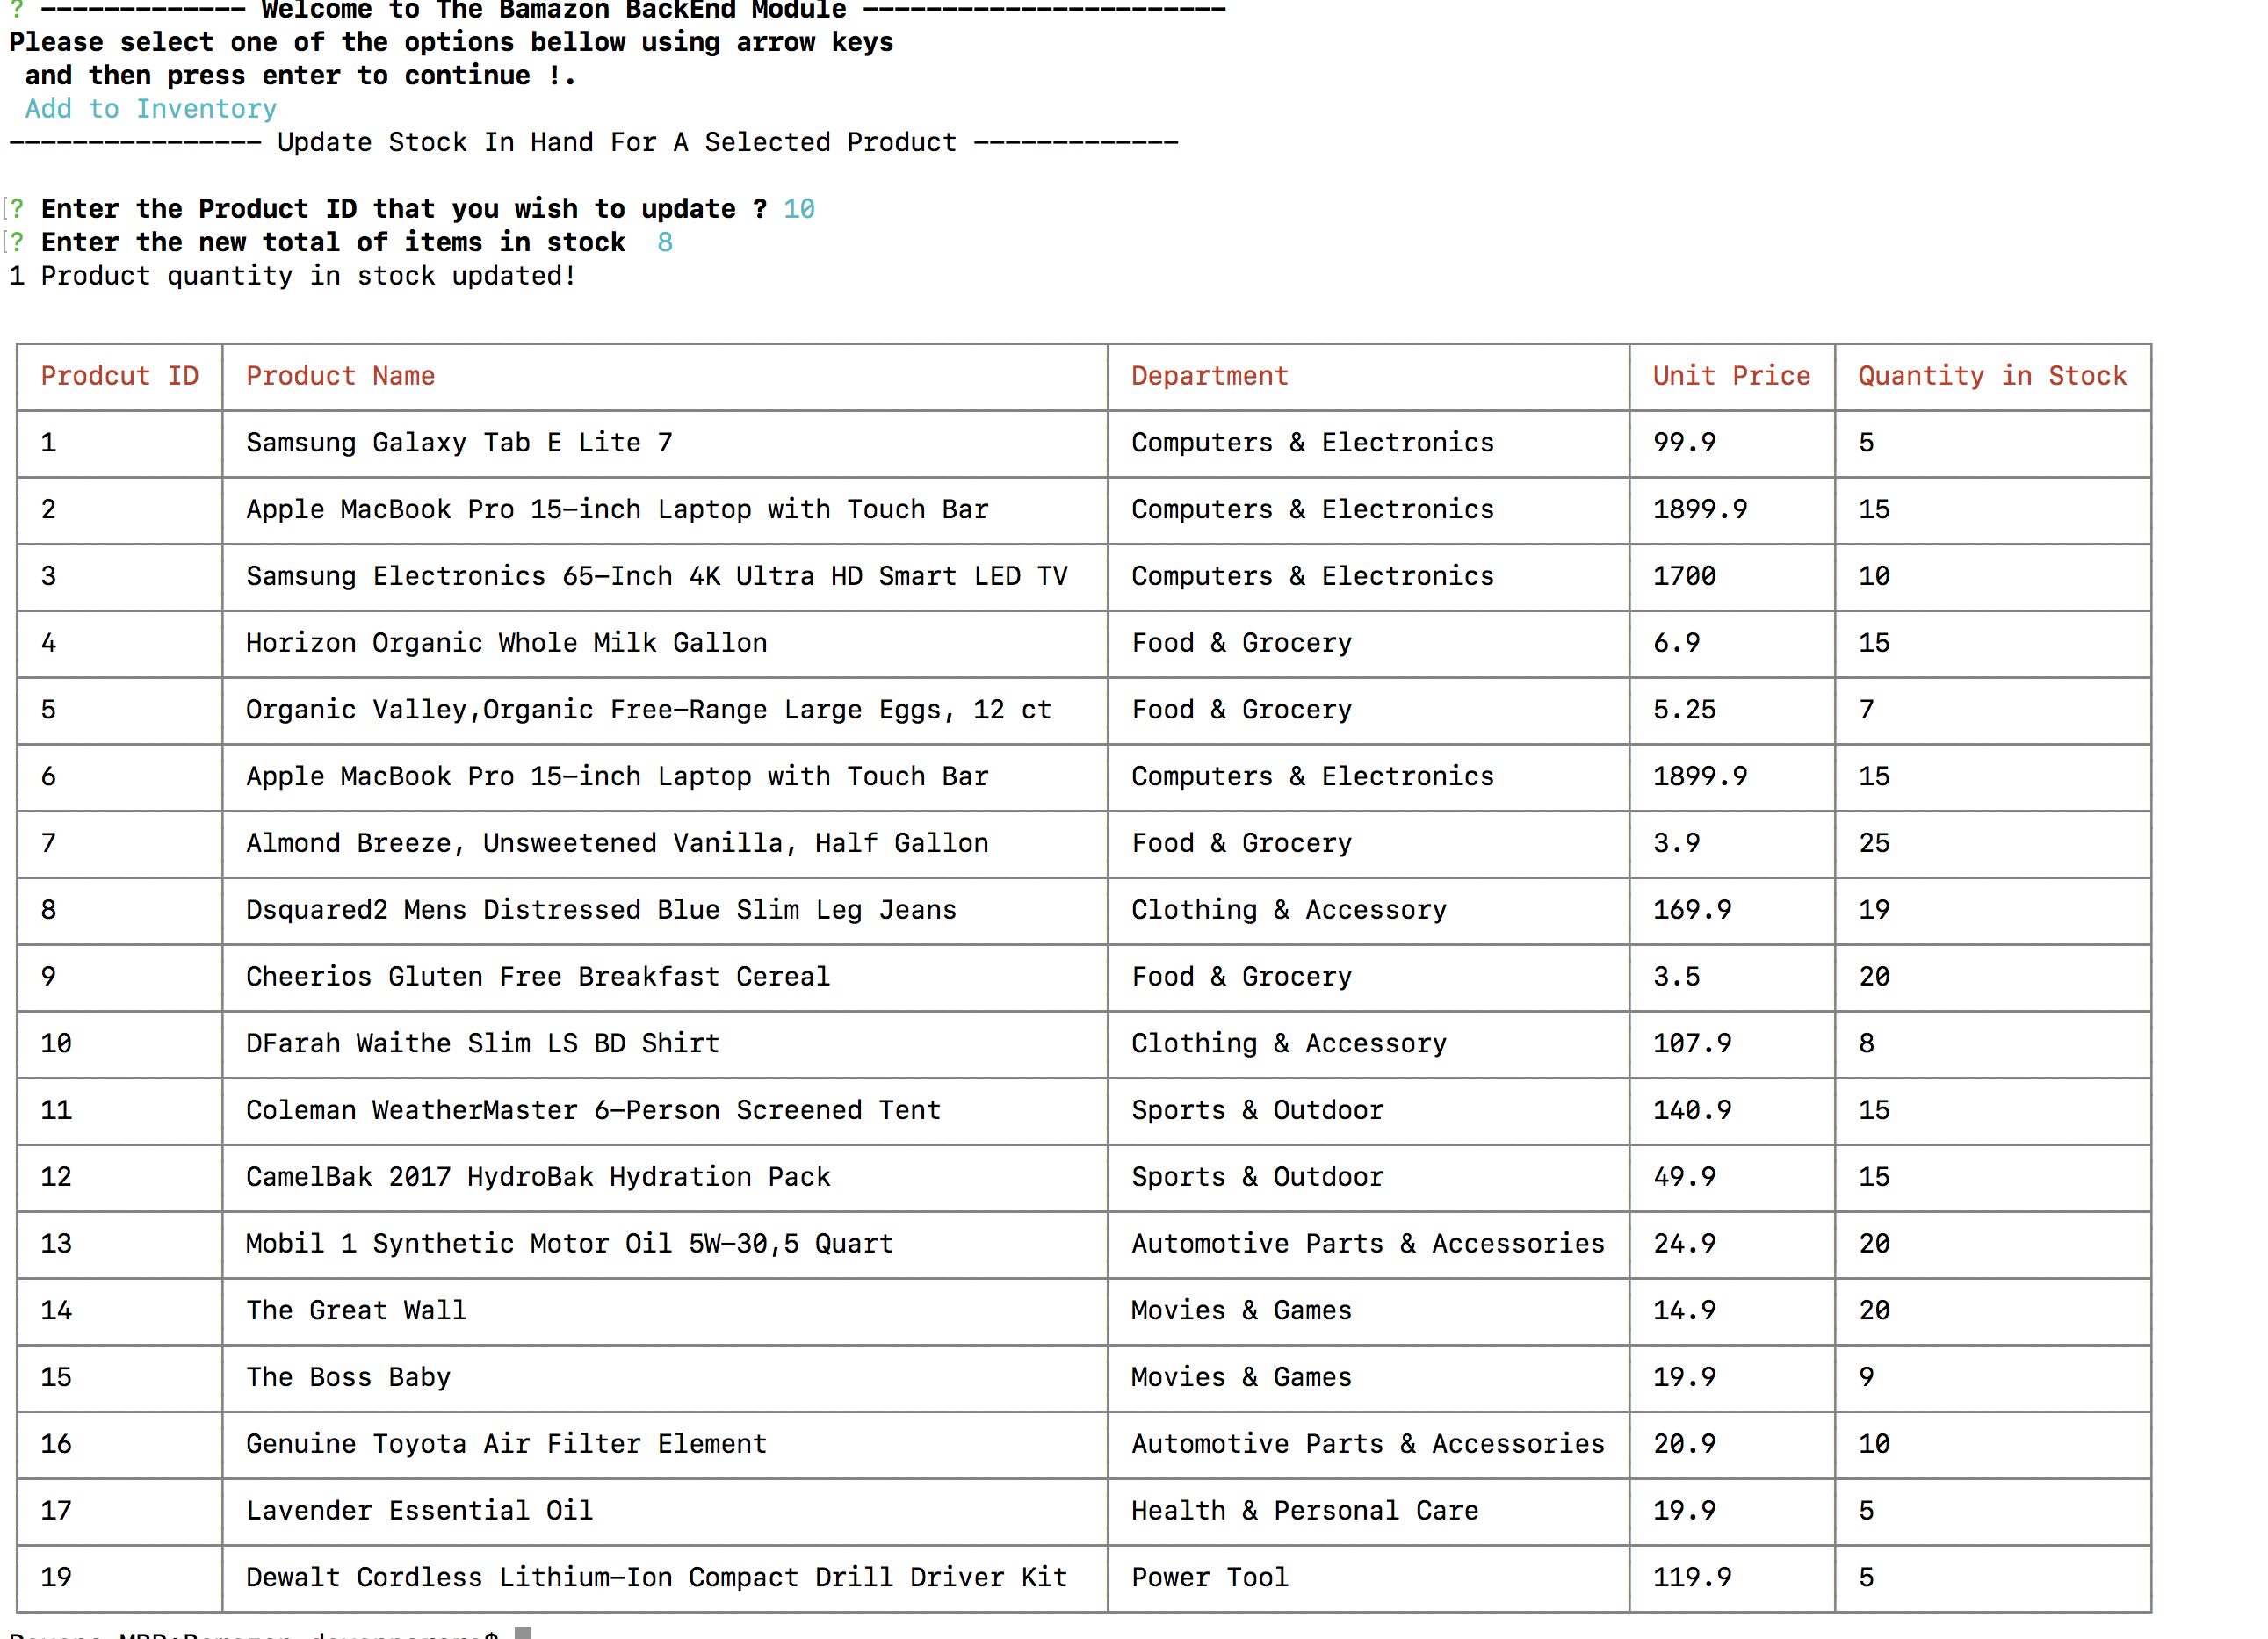 ? ------------- Welcome to The Bamazon BackEnd Module -----------------------
Please select one of the options bellow using arrow keys
and then press enter to continue !.
Add to Inventory
---------------- Update Stock In Hand For A Selected Product -------------
[? Enter the Product ID that you wish to update ? 10
[? Enter the new total of items in stock 8
1 Product quantity in stock updated!
Prodcut ID Product Name Department Unit Price Quantity in Stock
1 Samsung Galaxy Tab E Lite 7 Computers & Electronics 99.9 5
2 Apple MacBook Pro 15-inch Laptop with Touch Bar Computers & Electronics 1899.9 15
3 Samsung Electronics 65-Inch 4K Ultra HD Smart LED TV Computers & Electronics 1700 10
4 Horizon Organic Whole Milk Gallon Food & Grocery 6.9 15
5 Organic Valley,Organic Free-Range Large Eggs, 12 ct Food & Grocery 5.25 7
6 Apple MacBook Pro 15-inch Laptop with Touch Bar Computers & Electronics 1899.9 15
7 Almond Breeze, Unsweetened Vanilla, Half Gallon Food & Grocery 3.9 25
8 Dsquared2 Mens Distressed Blue Slim Leg Jeans Clothing & Accessory 169.9 19
9 Cheerios Gluten Free Breakfast Cereal Food & Grocery 3.5 20
10 DFarah Waithe Slim LS BD Shirt Clothing & Accessory 107.9 8
11 Coleman WeatherMaster 6-Person Screened Tent Sports & Outdoor 140.9 15
12 CamelBak 2017 HydroBak Hydration Pack Sports & Outdoor 49.9 15
13 Mobil 1 Synthetic Motor Oil 5W-30,5 Quart Automotive Parts & Accessories 24.9 20
14 The Great Wall Movies & Games 14.9 20
15 The Boss Baby Movies & Games 19.9 9
16 Genuine Toyota Air Filter Element Automotive Parts & Accessories 20.9 10
17 Lavender Essential Oil Health & Personal Care 19.9 5
19 Dewalt Cordless Lithium-Ion Compact Drill Driver Kit Power Tool 119.9 5